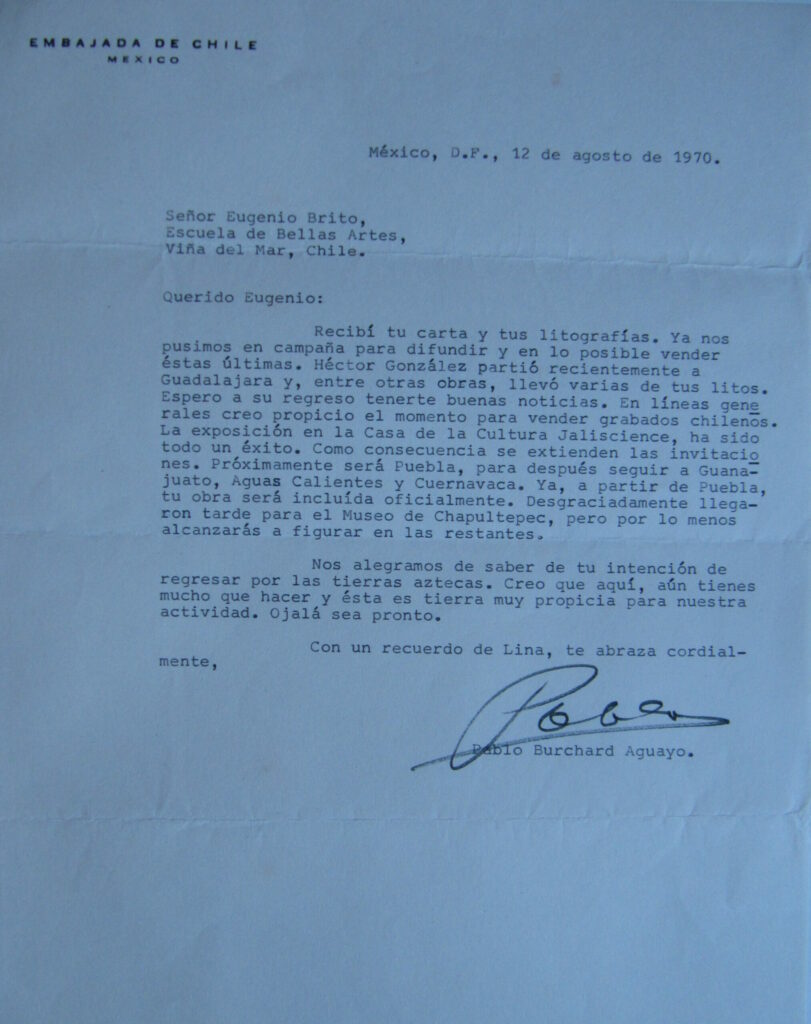 EMBAJADA DE CHILE
MEXICO
México, D.F., 12 de agosto de 1970.
Señor Eugenio Brito,
Escuela de Bellas Artes,
Viña del Mar, Chile.
Querido Eugenio:
Recibí tu carta y tus litografías. Ya nos
pusimos en campaña para difundir y en lo posible vender
éstas últimas. Héctor González partió recientemente a
Guadalajara y, entre otras obras, llevó varias de tus litos.
Espero a su regreso tenerte buenas noticias. En líneas gene
rales creo propicio el momento para vender grabados chilenos.
La exposición en la Casa de la Cultura Jaliscience, ha sido
todo un éxito. Como consecuencia se extienden las invitacio
nes. Próximamente será Puebla, para después seguir a Guana-
juato, Aguas Calientes y Cuernavaca. Ya, a partir de Puebla,
tu obra será incluída oficialmente. Desgraciadamente llega-
ron tarde para el Museo de Chapultepec, pero por lo menos
alcanzarás a figurar en las restantes.
Nos alegramos de saber de tu intención de
regresar por las tierras aztecas. Creo que aquí, aún tienes
mucho que hacer y ésta es tierra muy propicia para nuestra
actividad. Ojalá sea pronto.
Con un recuerdo de Lina, te abraza cordial-
mente,
Pablo
Pablo Burchard Aguayo.